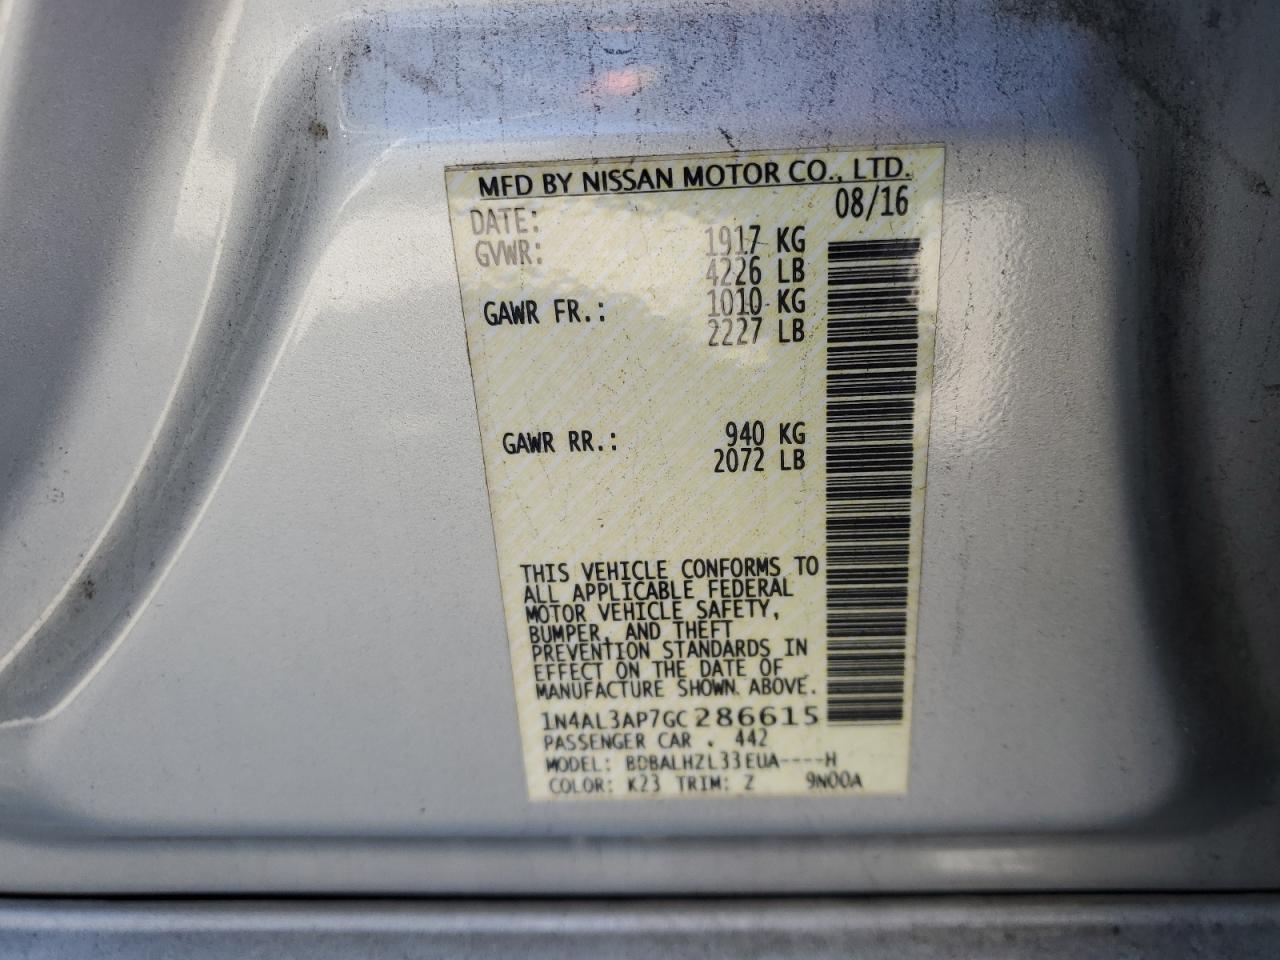 MFD BY NISSAN MOTOR CO., LTD.
DATE: 08/16
GVWR: 1917 KG
4226 LB
GAWR FR.: 1010 KG
2227 LB
GAWR RR.: 940 KG
2072 LB
THIS VEHICLE CONFORMS TO
ALL APPLICABLE FEDERAL
MOTOR VEHICLE SAFETY,
BUMPER, AND THEFT
PREVENTION STANDARDS IN
EFFECT ON THE DATE OF
MANUFACTURE SHOWN ABOVE.
1N4AL3AP7GC286615
PASSENGER CAR . 442
MODEL: BDBALHZL33EUA----H
COLOR: K23 TRIM: Z 9N00A